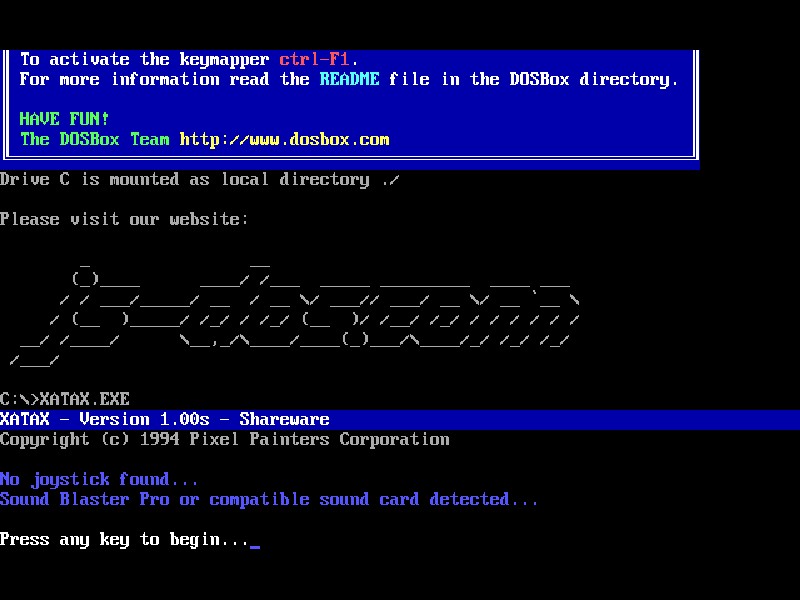 To activate the keymapper ctrl-F1.
For more information read the README file in the DOSBox directory.
HAVE FUN!
The DOSBox Team http://www.dosbox.com
Drive C is mounted as local directory ./
Please visit our website:
js-dos.com
C:\>XATAX.EXE
XATAX - Version 1.00s - Shareware
Copyright (c) 1994 Pixel Painters Corporation
No joystick found...
Sound Blaster Pro or compatible sound card detected...
Press any key to begin..._